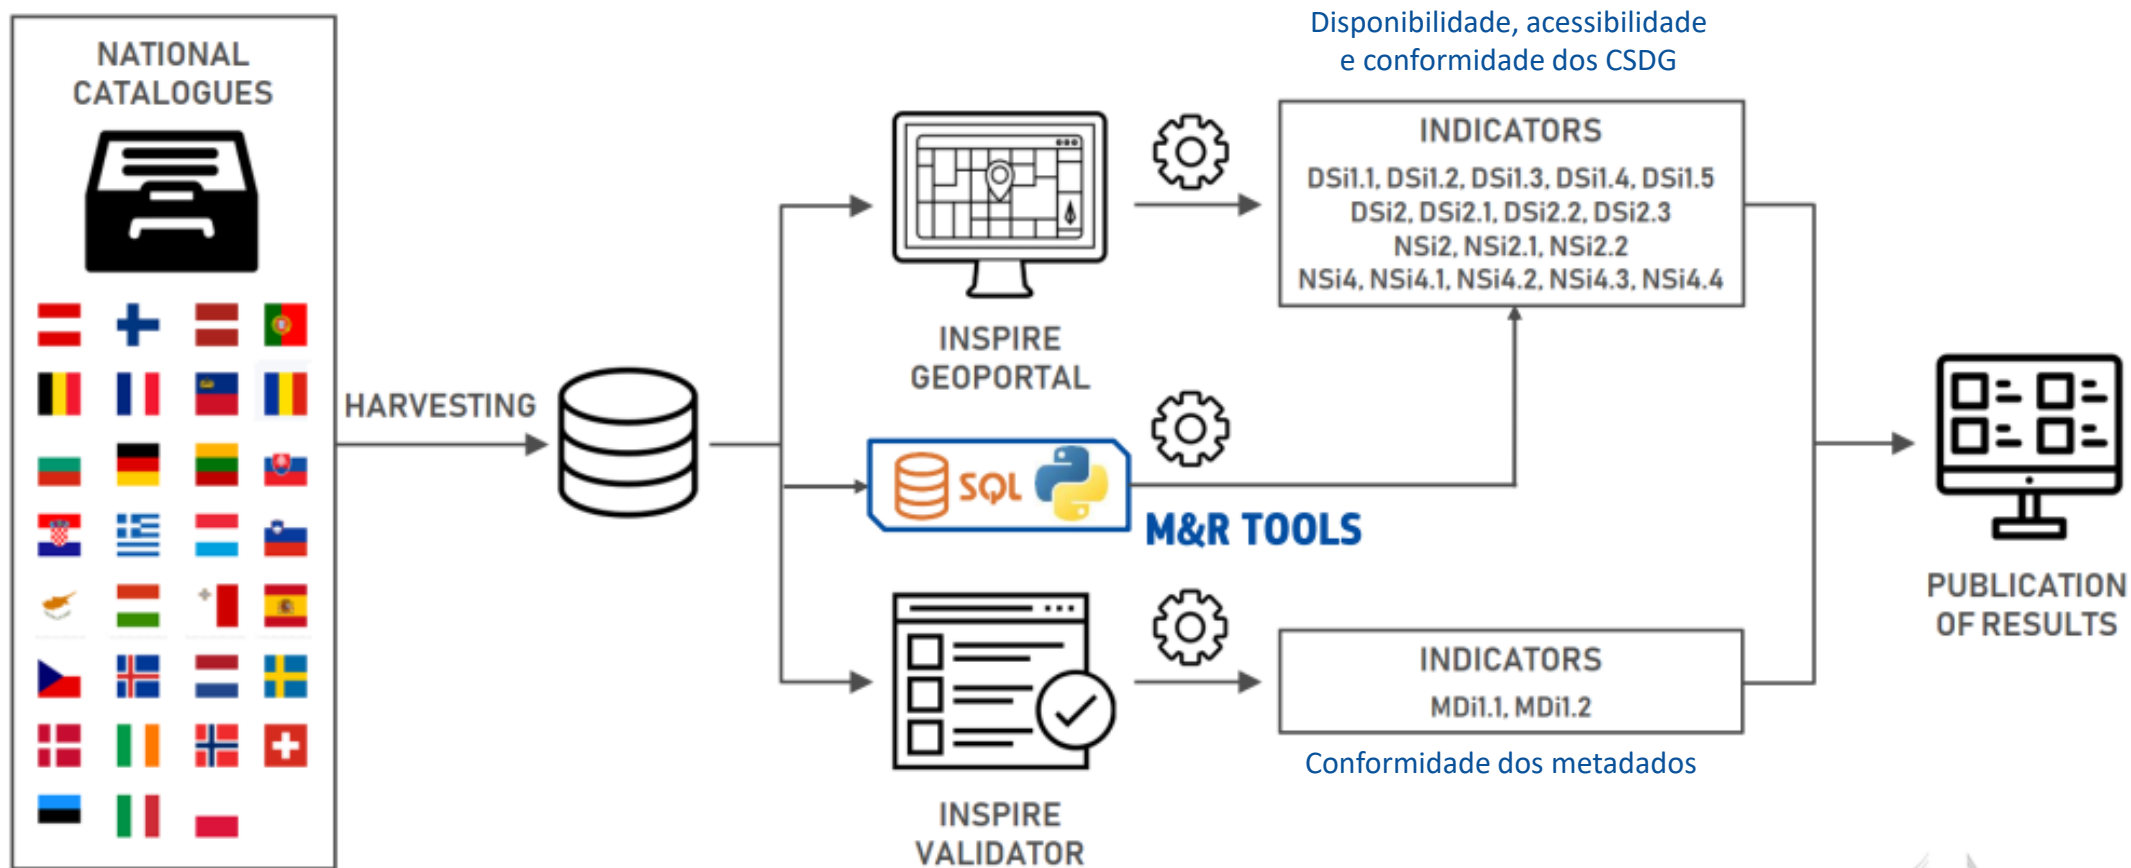 NATIONAL
CATALOGUES
HARVESTING
INSPIRE
GEOPORTAL
SQL
M&R TOOLS
INSPIRE
VALIDATOR
Disponibilidade, acessibilidade
e conformidade dos CSDG
INDICATORS
DSi1.1, DSi1.2, DSi1.3, DSi1.4, DSi1.5
DSi2, DSi2.1, DSi2.2, DSi2.3
NSi2, NSi2.1, NSi2.2
NSi4, NSi4.1, NSi4.2, NSi4.3, NSi4.4
INDICATORS
MDi1.1, MDi1.2
Conformidade dos metadados
PUBLICATION
OF RESULTS